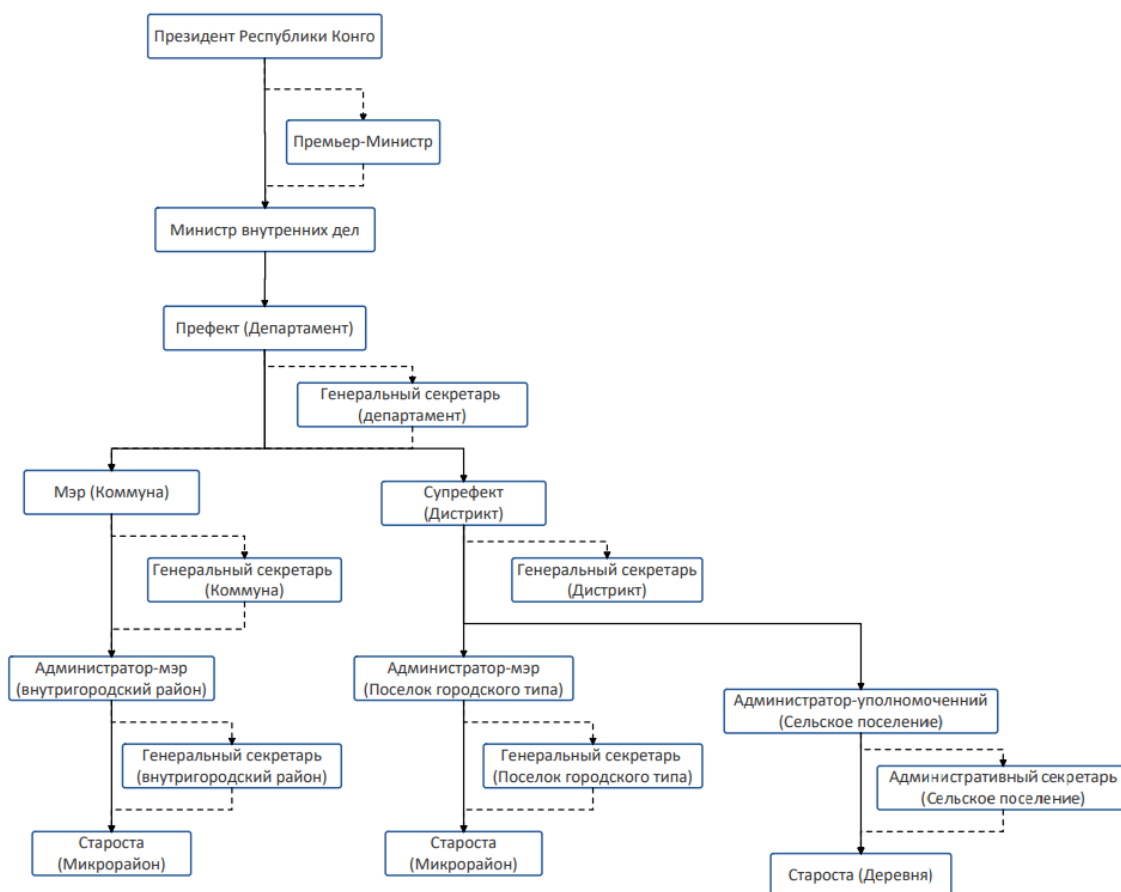 Президент Республики Конго
Премьер-Министр
Министр внутренних дел
Префект (Департамент)
Генеральный секретарь
(департамент)
Мэр (Коммуна)
Супрефект
(Дистрикт)
Генеральный секретарь
(Коммуна)
Генеральный секретарь
(Дистрикт)
Администратор-мэр
(внутригородский район)
Администратор-мэр
(Поселок городского типа)
Администратор-уполномоченний
(Сельское поселение)
Генеральный секретарь
(внутригородский район)
Генеральный секретарь
(Поселок городского типа)
Административный секретарь
(Сельское поселение)
Староста
(Микрорайон)
Староста
(Микрорайон)
Староста (Деревня)